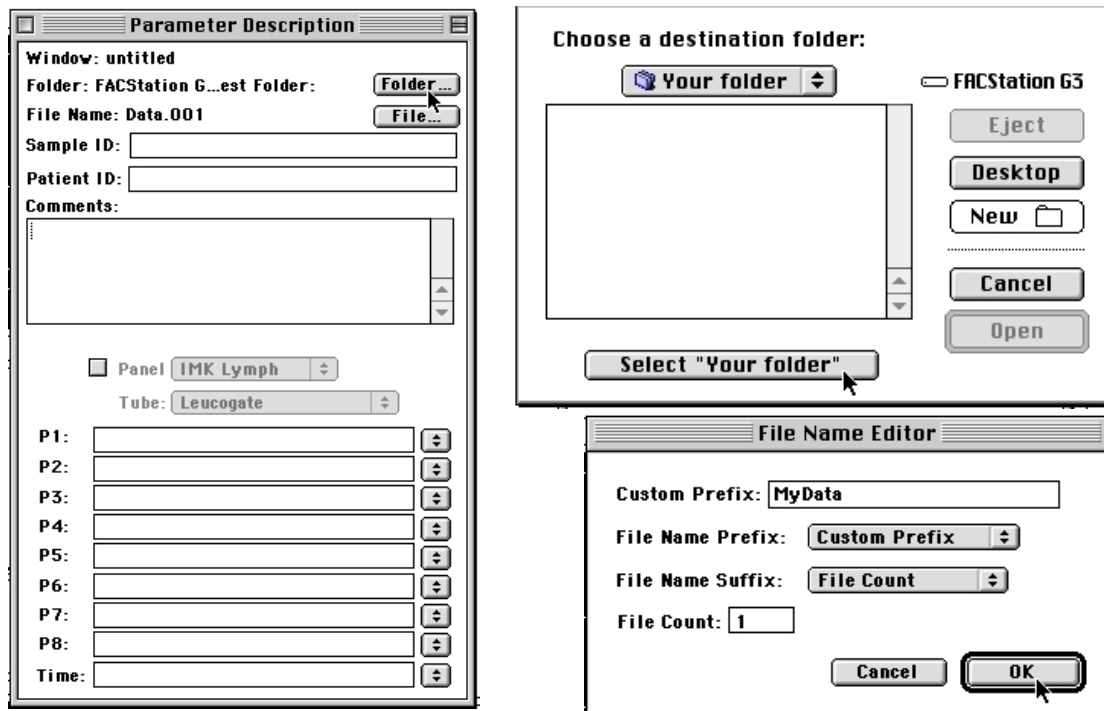 Parameter Description
Window: untitled
Folder: FACStation G...est Folder:
Folder...
File Name: Data.001
File...
Sample ID:
Patient ID:
Comments:
Panel
IMK Lymph
Tube:
Leucogate
P1:
P2:
P3:
P4:
P5:
P6:
P7:
P8:
Time:
Choose a destination folder:
Your folder
FACStation G3
Eject
Desktop
New
Cancel
Open
Select "Your folder"
File Name Editor
Custom Prefix: MyData
File Name Prefix: Custom Prefix
File Name Suffix: File Count
File Count: 1
Cancel
OK